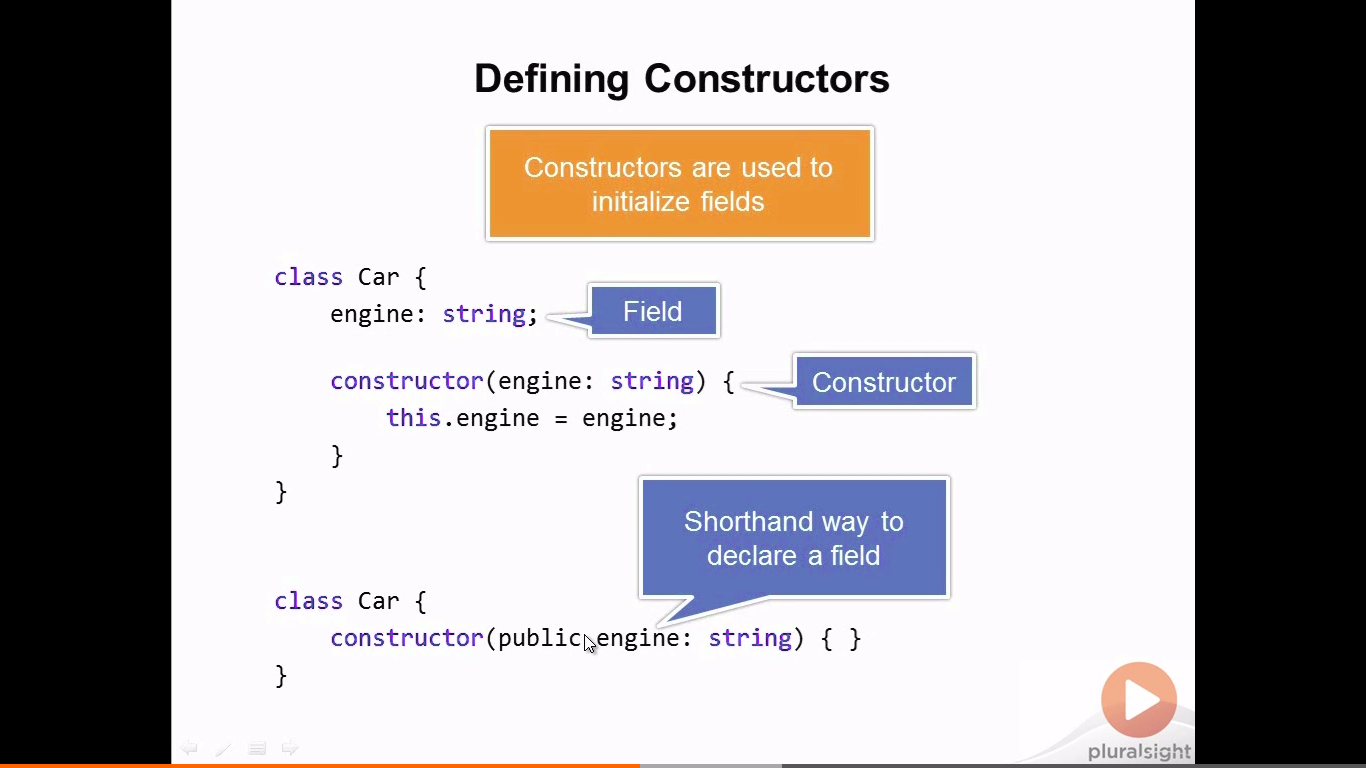 Defining Constructors
Constructors are used to
initialize fields
class Car {
engine: string;
Field
constructor(engine: string) {
Constructor
this.engine = engine;
}
}
Shorthand way to
declare a field
class Car {
constructor(public engine: string) { }
}
pluralsight